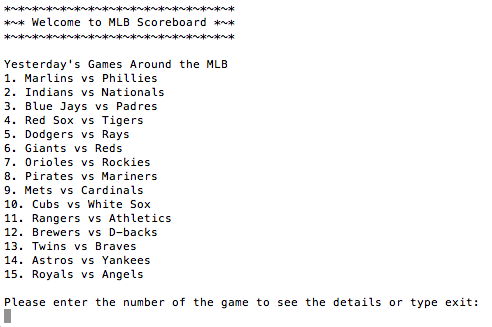 *~*~*~*~*~*~*~*~*~*~*~*~*~*~*
*~* Welcome to MLB Scoreboard *~*
*~*~*~*~*~*~*~*~*~*~*~*~*~*~*
Yesterday's Games Around the MLB
1. Marlins vs Phillies
2. Indians vs Nationals
3. Blue Jays vs Padres
4. Red Sox vs Tigers
5. Dodgers vs Rays
6. Giants vs Reds
7. Orioles vs Rockies
8. Pirates vs Mariners
9. Mets vs Cardinals
10. Cubs vs White Sox
11. Rangers vs Athletics
12. Brewers vs D-backs
13. Twins vs Braves
14. Astros vs Yankees
15. Royals vs Angels
Please enter the number of the game to see the details or type exit: